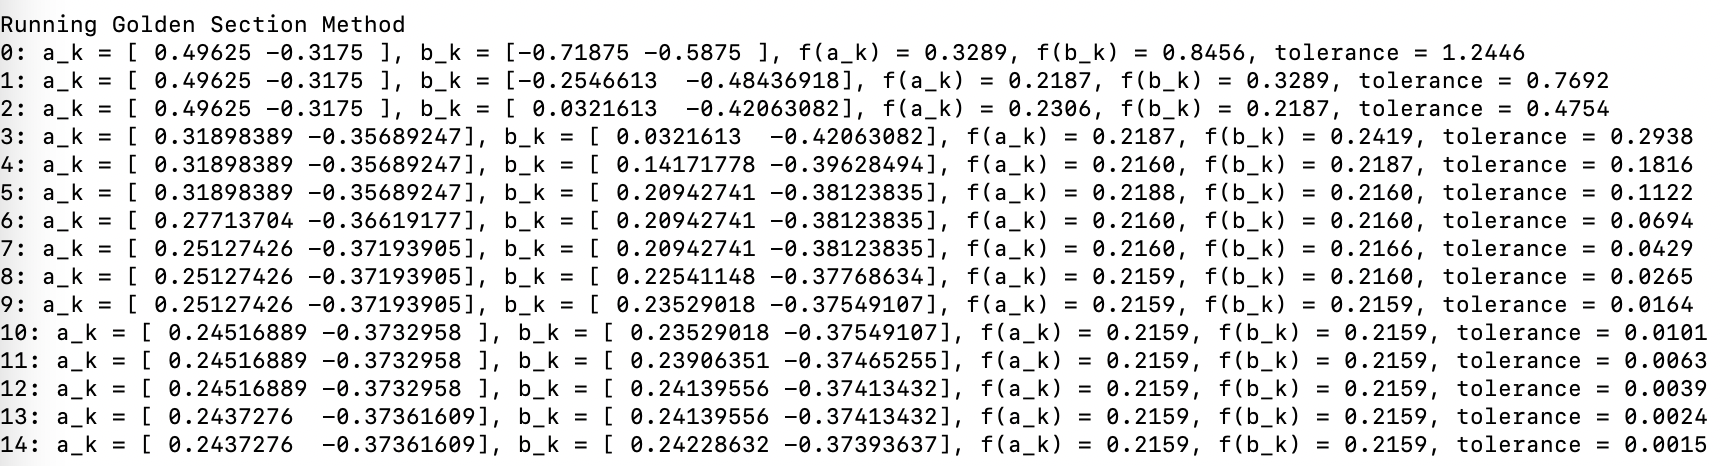 Running Golden Section Method
0: a_k = [ 0.49625 -0.3175 ], b_k = [-0.71875 -0.5875 ], f(a_k) = 0.3289, f(b_k) = 0.8456, tolerance = 1.2446
1: a_k = [ 0.49625 -0.3175 ], b_k = [-0.2546613  -0.48436918], f(a_k) = 0.2187, f(b_k) = 0.3289, tolerance = 0.7692
2: a_k = [ 0.49625 -0.3175 ], b_k = [ 0.0321613  -0.42063082], f(a_k) = 0.2306, f(b_k) = 0.2187, tolerance = 0.4754
3: a_k = [ 0.31898389 -0.35689247], b_k = [ 0.0321613  -0.42063082], f(a_k) = 0.2187, f(b_k) = 0.2419, tolerance = 0.2938
4: a_k = [ 0.31898389 -0.35689247], b_k = [ 0.14171778 -0.39628494], f(a_k) = 0.2160, f(b_k) = 0.2187, tolerance = 0.1816
5: a_k = [ 0.31898389 -0.35689247], b_k = [ 0.20942741 -0.38123835], f(a_k) = 0.2188, f(b_k) = 0.2160, tolerance = 0.1122
6: a_k = [ 0.27713704 -0.36619177], b_k = [ 0.20942741 -0.38123835], f(a_k) = 0.2160, f(b_k) = 0.2160, tolerance = 0.0694
7: a_k = [ 0.25127426 -0.37193905], b_k = [ 0.20942741 -0.38123835], f(a_k) = 0.2160, f(b_k) = 0.2166, tolerance = 0.0429
8: a_k = [ 0.25127426 -0.37193905], b_k = [ 0.22541148 -0.37768634], f(a_k) = 0.2159, f(b_k) = 0.2160, tolerance = 0.0265
9: a_k = [ 0.25127426 -0.37193905], b_k = [ 0.23529018 -0.37549107], f(a_k) = 0.2159, f(b_k) = 0.2159, tolerance = 0.0164
10: a_k = [ 0.24516889 -0.3732958 ], b_k = [ 0.23529018 -0.37549107], f(a_k) = 0.2159, f(b_k) = 0.2159, tolerance = 0.0101
11: a_k = [ 0.24516889 -0.3732958 ], b_k = [ 0.23906351 -0.37465255], f(a_k) = 0.2159, f(b_k) = 0.2159, tolerance = 0.0063
12: a_k = [ 0.24516889 -0.3732958 ], b_k = [ 0.24139556 -0.37413432], f(a_k) = 0.2159, f(b_k) = 0.2159, tolerance = 0.0039
13: a_k = [ 0.2437276  -0.37361609], b_k = [ 0.24139556 -0.37413432], f(a_k) = 0.2159, f(b_k) = 0.2159, tolerance = 0.0024
14: a_k = [ 0.2437276  -0.37361609], b_k = [ 0.24228632 -0.37393637], f(a_k) = 0.2159, f(b_k) = 0.2159, tolerance = 0.0015